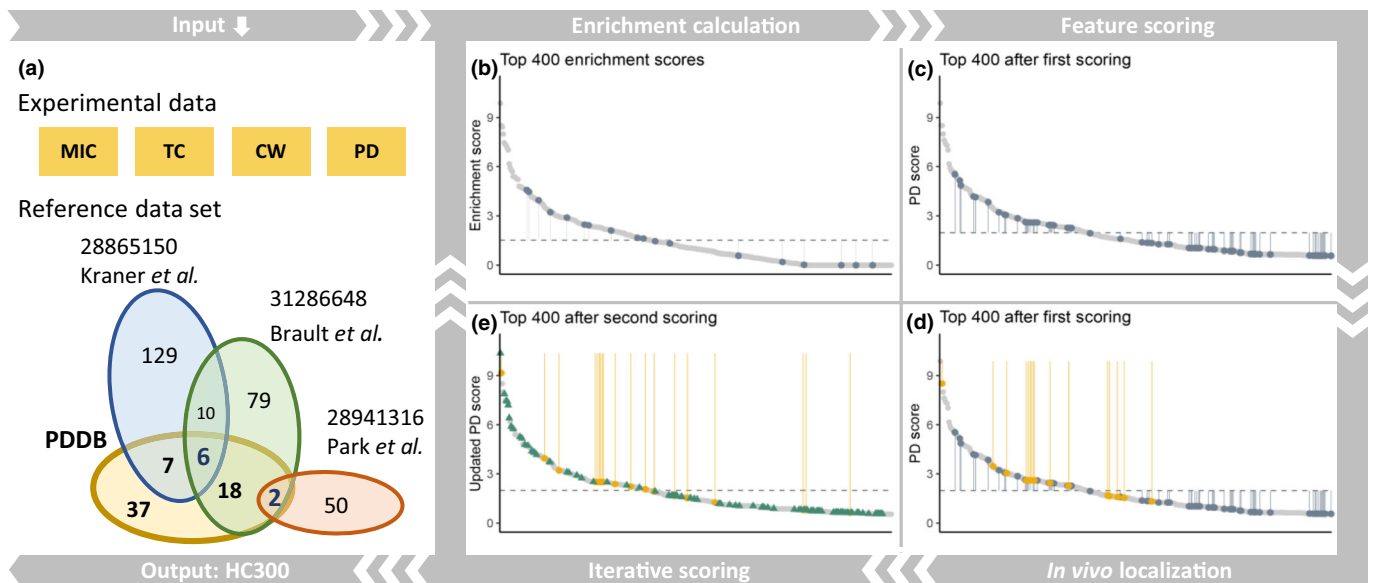 Input
Enrichment calculation
Feature scoring
(a)
Experimental data
MIC
TC
CW
PD
Reference data set
28865150
Kraner et al.
31286648
Brault et al.
28941316
Park et al.
PDDB
129
10
79
7
6
18
2
37
50
(b)
Top 400 enrichment scores
Enrichment score
9
6
3
0
(c)
Top 400 after first scoring
PD score
9
6
3
0
(e)
Top 400 after second scoring
Updated PD score
9
6
3
0
(d)
Top 400 after first scoring
PD score
9
6
3
0
Output: HC300
Iterative scoring
In vivo localization